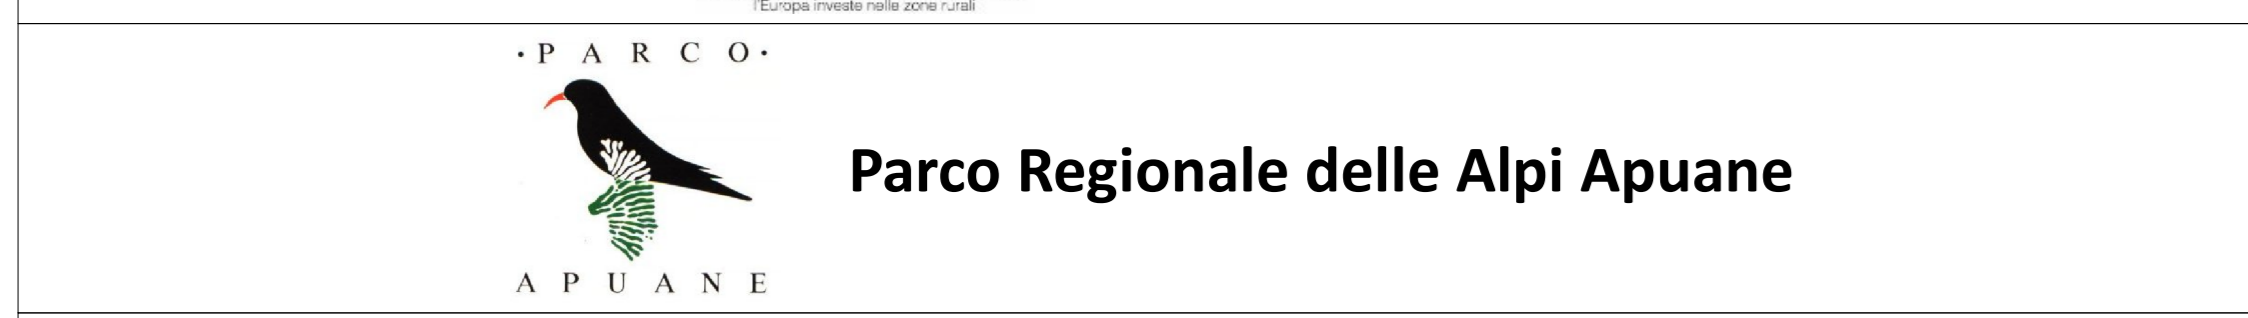 l'Europa investe nelle zone rurali
· P A R C O ·
Parco Regionale delle Alpi Apuane
A P U A N E